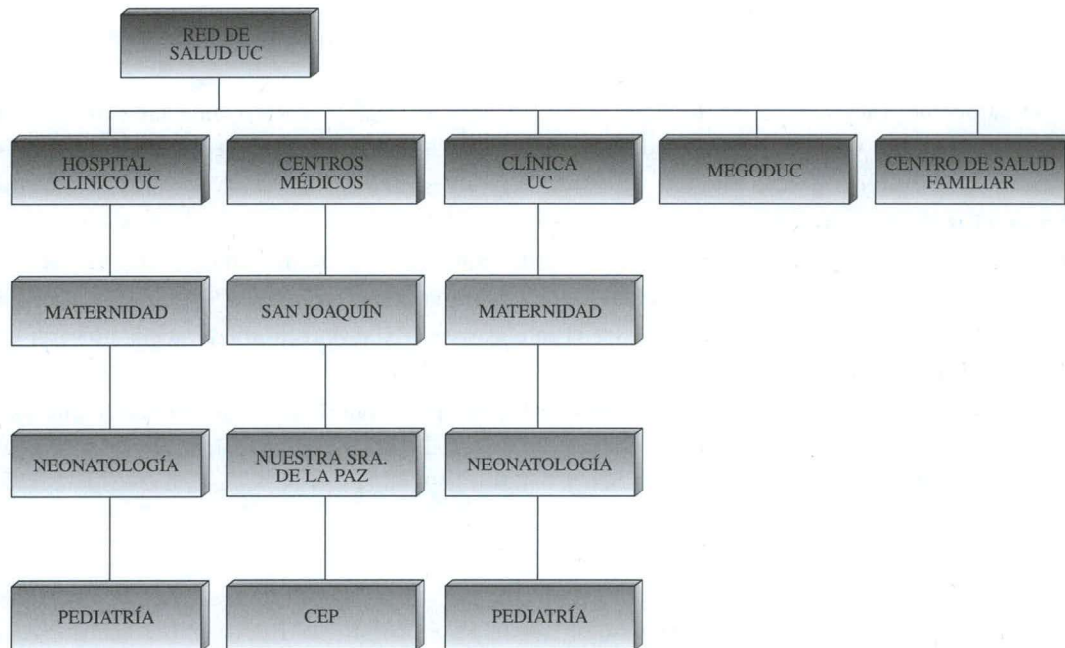 RED DE
SALUD UC
HOSPITAL
CLINICO UC
CENTROS
MÉDICOS
CLÍNICA
UC
MEGODUC
CENTRO DE SALUD
FAMILIAR
MATERNIDAD
SAN JOAQUÍN
MATERNIDAD
NEONATOLOGÍA
NUESTRA SRA.
DE LA PAZ
NEONATOLOGÍA
PEDIATRÍA
CEP
PEDIATRÍA